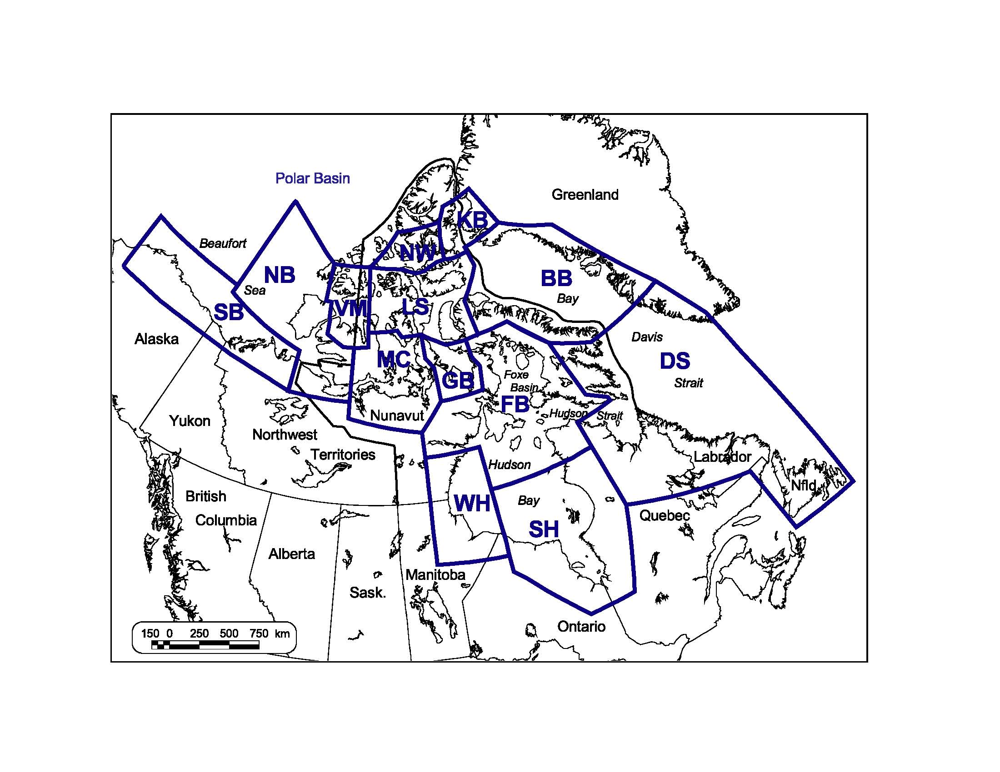 Polar Basin
Greenland
KB
Beaufort
NW
NB
BB
Sea
Bay
VM
LS
SB
Alaska
Davis
MC
DS
Foxe
GB
Strait
Basin
FB
Hudson
Strait
Nunavut
Yukon
Northwest
Territories
Labrador
Hudson
Nfld.
British
WH
Bay
Quebec
Columbia
SH
Alberta
Manitoba
Sask.
Ontario
150 0 250 500 750 km